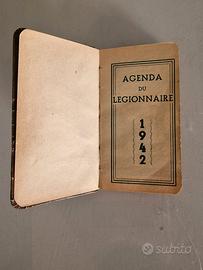 AGENDA
DU
LEGIONNAIRE
1
9
4
2
subito